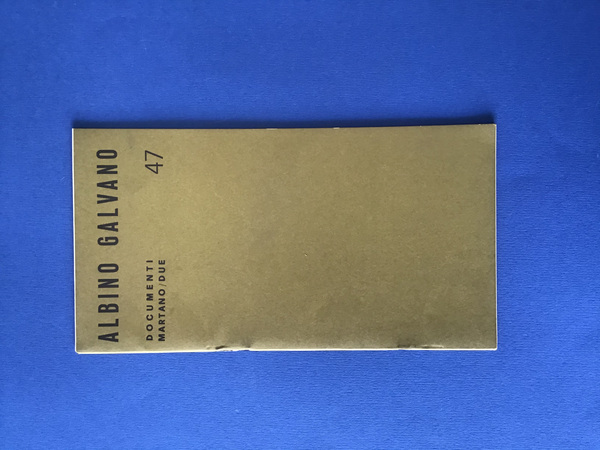 ALBINO GALVANO
DOCUMENTI 47
MARTANO/DUE